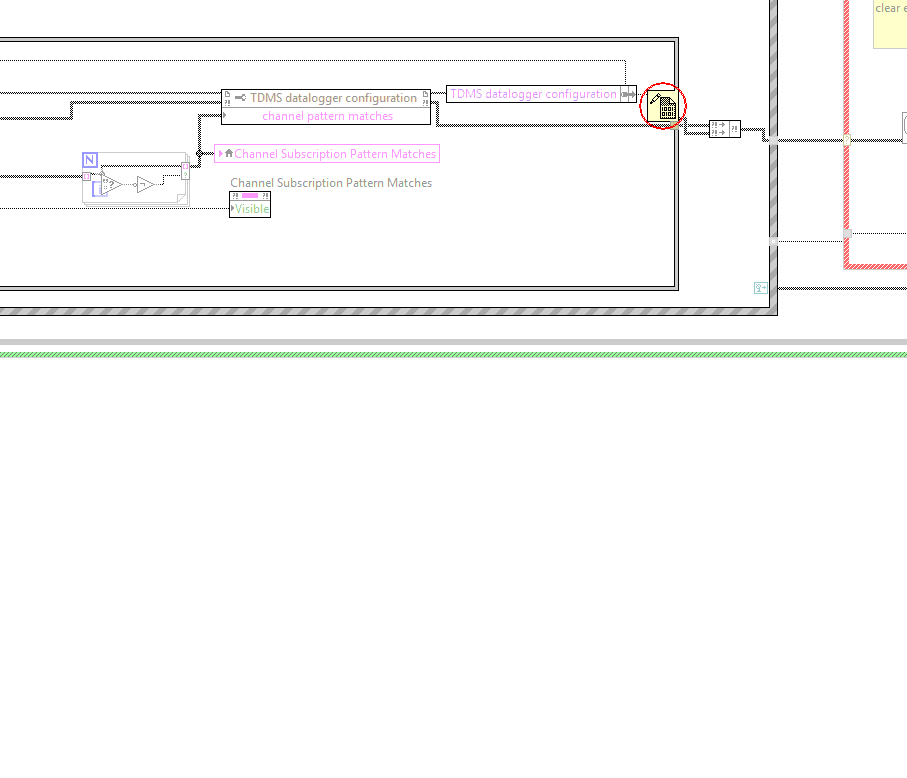 clear e
TDMS datalogger configuration
TDMS datalogger configuration
channel pattern matches
N
Channel Subscription Pattern Matches
Channel Subscription Pattern Matches
Visible